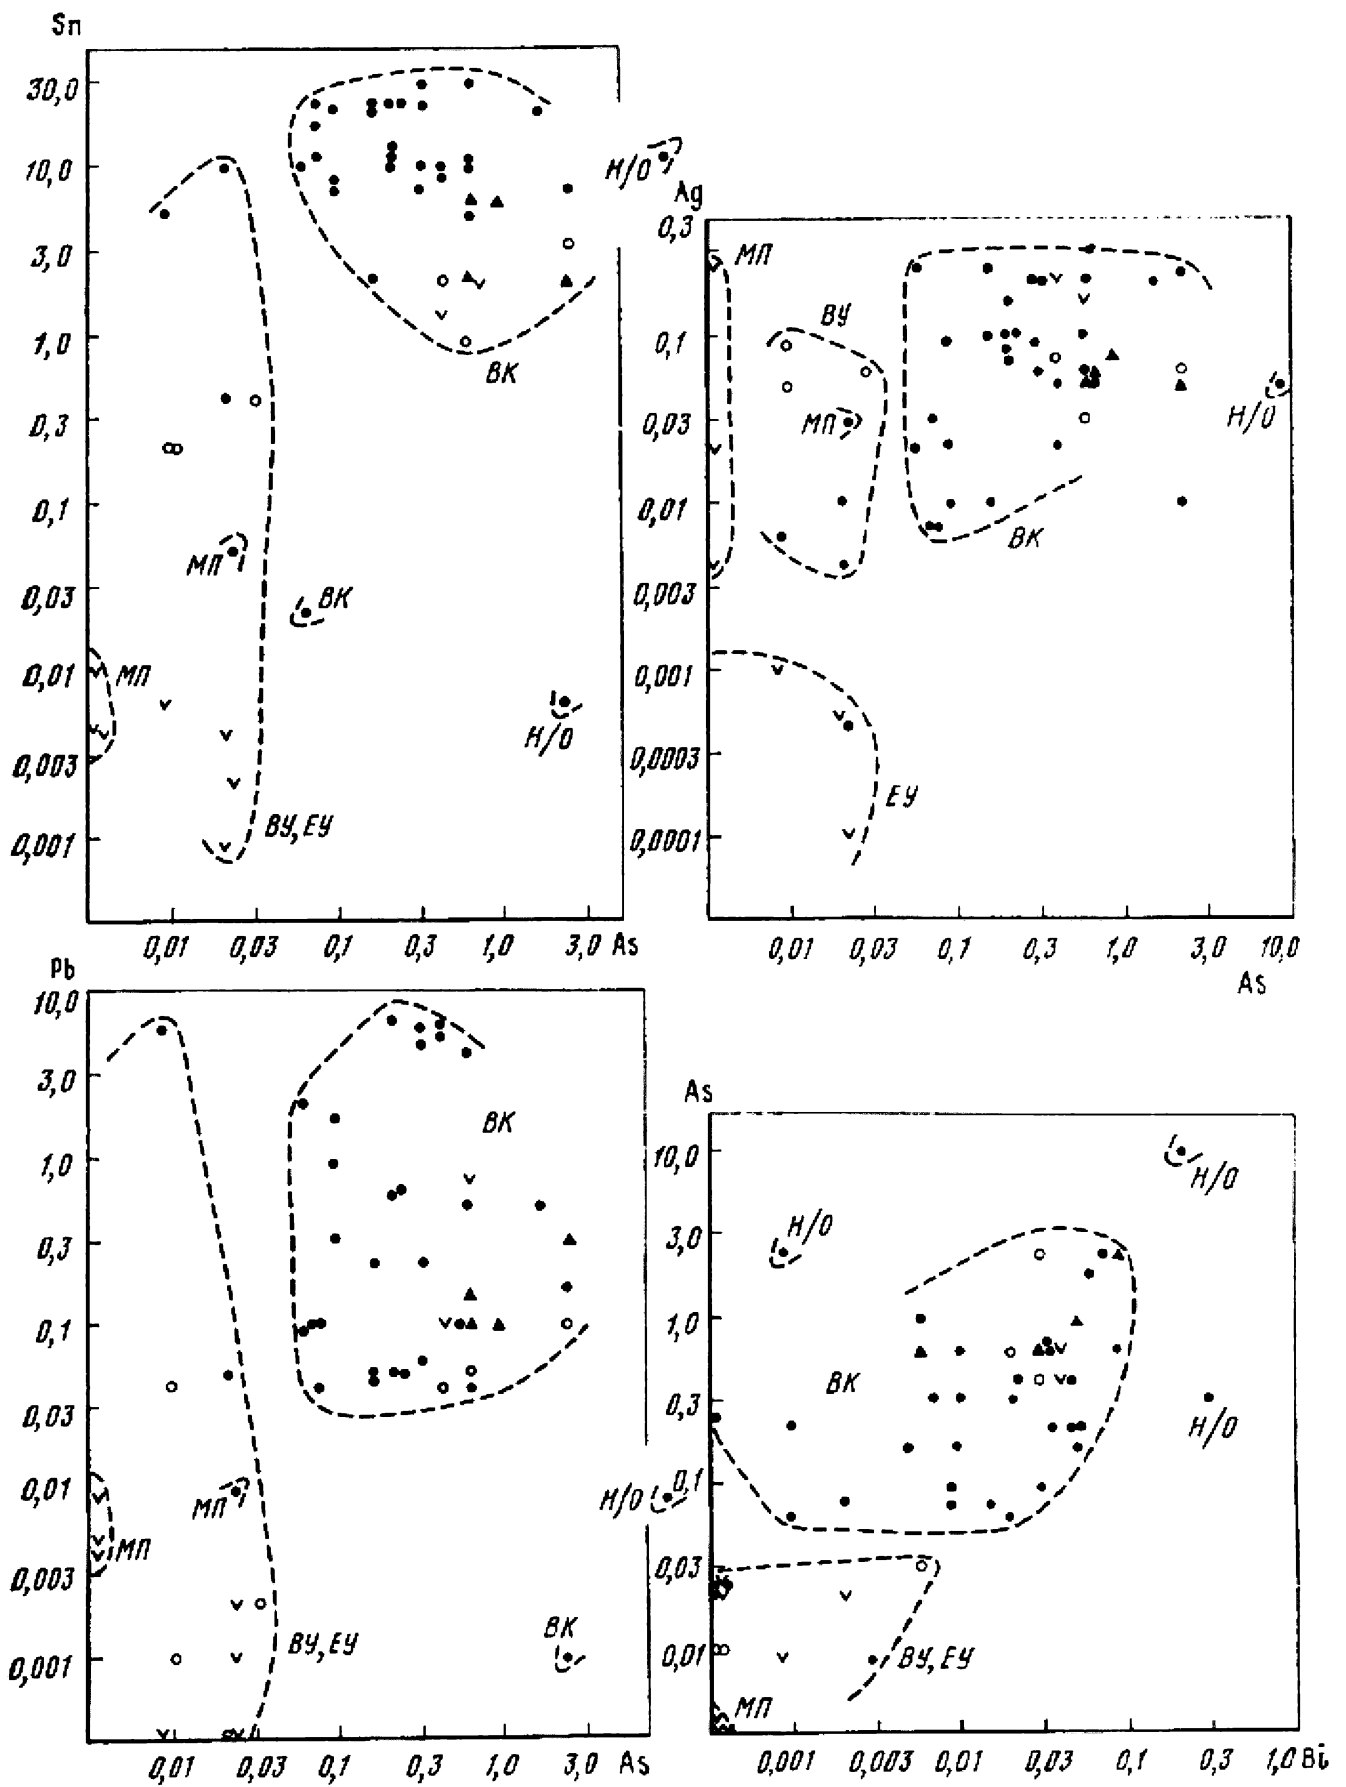 Sn
30,0
10,0
3,0
1,0
0,3
0,1
0,03
0,01
0,003
0,001
Н/О
ВК
МП
ВК
МП
Н/О
ВУ, ЕУ
0,01 0,03 0,1 0,3 1,0 3,0 As
Ag
0,3
0,1
0,03
0,01
0,003
0,001
0,0003
0,0001
МП
ВУ
МП
Н/О
ВК
ЕУ
0,01 0,03 0,1 0,3 1,0 3,0 10,0
As
Pb
10,0
3,0
1,0
0,3
0,1
0,03
0,01
0,003
0,001
ВК
МП
Н/О
МП
ВК
ВУ, ЕУ
0,01 0,03 0,1 0,3 1,0 3,0 As
As
10,0
3,0
1,0
0,3
0,1
0,03
0,01
Н/О
Н/О
ВК
Н/О
ВУ, ЕУ
МП
0,001 0,003 0,01 0,03 0,1 0,3 1,0 Bi